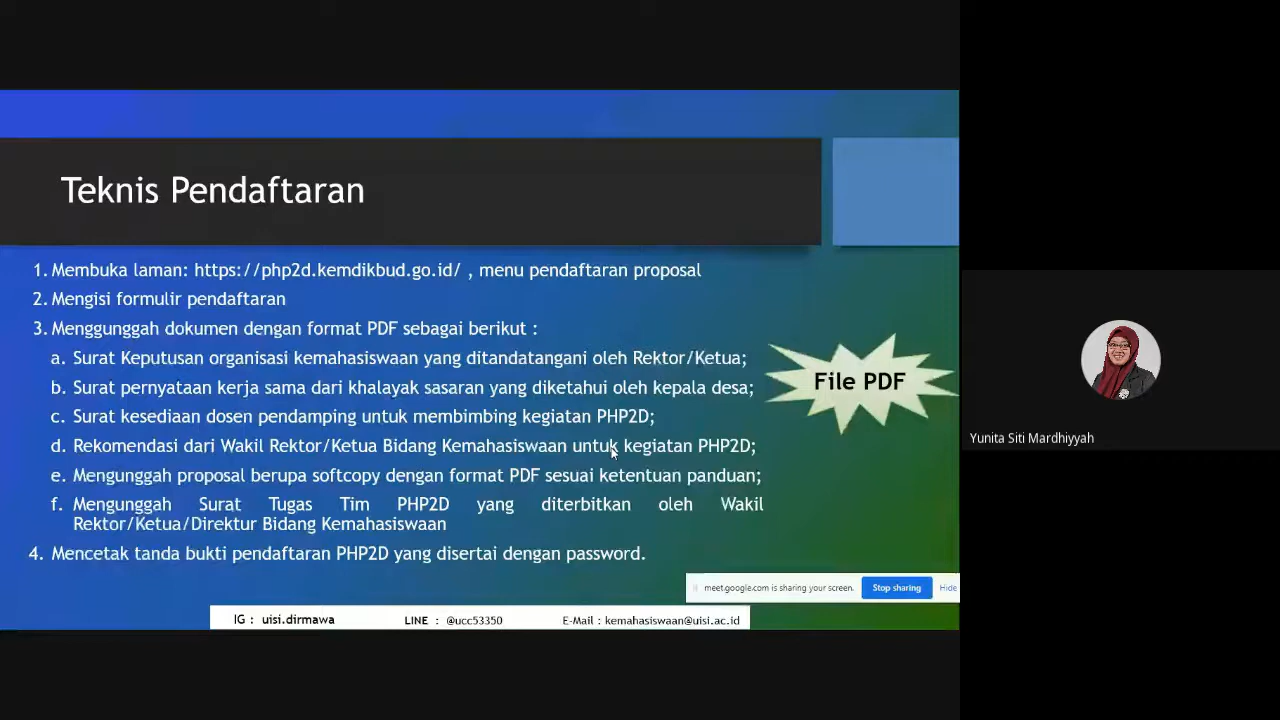 Teknis Pendaftaran
1. Membuka laman: https://php2d.kemdikbud.go.id/ , menu pendaftaran proposal
2. Mengisi formulir pendaftaran
3. Menggunggah dokumen dengan format PDF sebagai berikut :
a. Surat Keputusan organisasi kemahasiswaan yang ditandatangani oleh Rektor/Ketua;
b. Surat pernyataan kerja sama dari khalayak sasaran yang diketahui oleh kepala desa;
c. Surat kesediaan dosen pendamping untuk membimbing kegiatan PHP2D;
d. Rekomendasi dari Wakil Rektor/Ketua Bidang Kemahasiswaan untuk kegiatan PHP2D;
e. Mengunggah proposal berupa softcopy dengan format PDF sesuai ketentuan panduan;
f. Mengunggah Surat Tugas Tim PHP2D yang diterbitkan oleh Wakil
Rektor/Ketua/Direktur Bidang Kemahasiswaan
4. Mencetak tanda bukti pendaftaran PHP2D yang disertai dengan password.
File PDF
meet.google.com is sharing your screen. Stop sharing Hide
IG : uisi.dirmawa LINE : @ucc53350 E-Mail : kemahasiswaan@uisi.ac.id
Yunita Siti Mardhiyyah